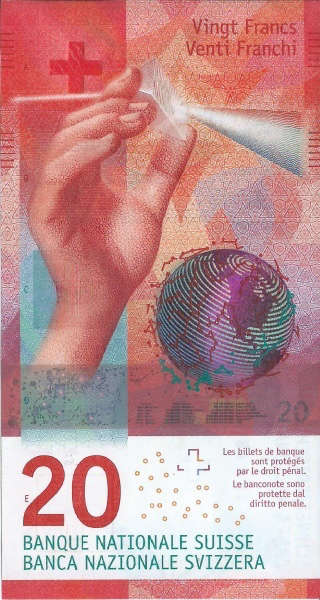 Vingt Francs
Venti Franchi
20
Les billets de banque
sont protégés
par le droit pénal.
Le banconote sono
protette dal
diritto penale.
E
20
BANQUE NATIONALE SUISSE
BANCA NAZIONALE SVIZZERA